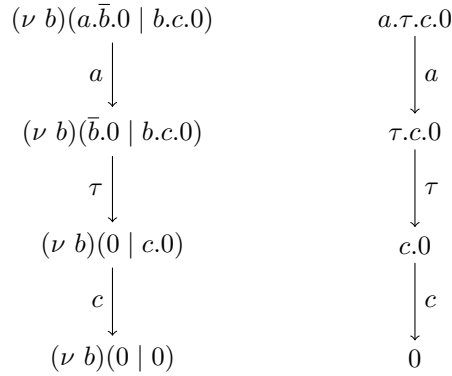 (ν b)(a.b̅.0 | b.c.0) a.τ.c.0
a a
(ν b)(b̅.0 | b.c.0) τ.c.0
τ τ
(ν b)(0 | c.0) c.0
c c
(ν b)(0 | 0) 0